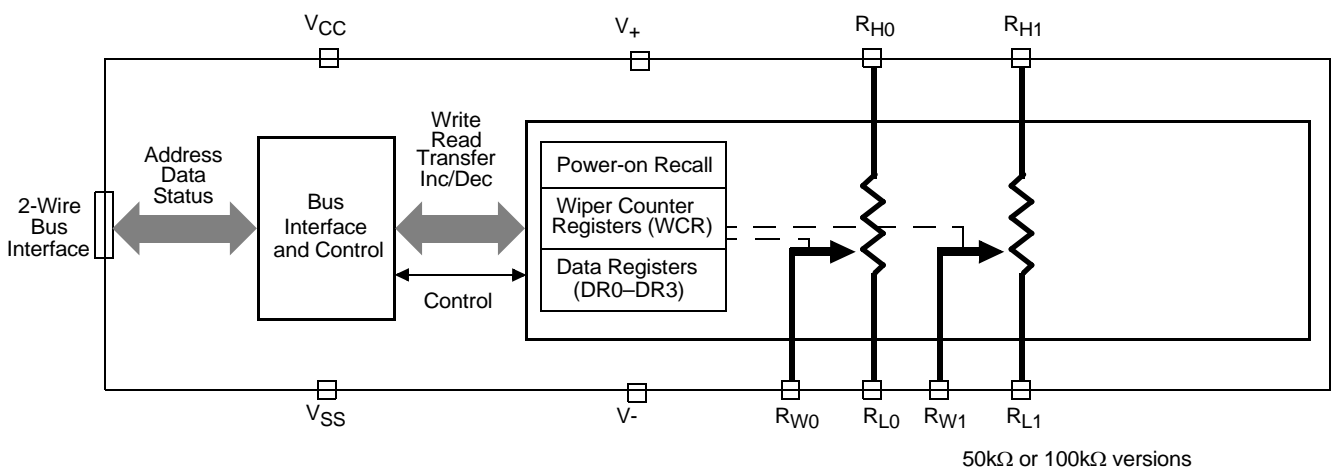 VCC
V+
RH0
RH1
Address
Data
Status
Write
Read
Transfer
Inc/Dec
2-Wire
Bus
Interface
Bus
Interface
and Control
Control
Power-on Recall
Wiper Counter
Registers (WCR)
Data Registers
(DR0–DR3)
VSS
V-
RW0
RL0
RW1
RL1
50kΩ or 100kΩ versions